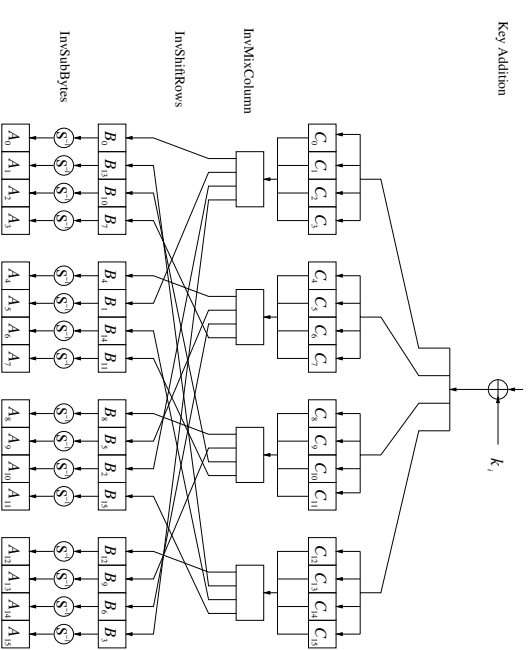 Key Addition
k_i
C_0 C_1 C_2 C_3 C_4 C_5 C_6 C_7 C_8 C_9 C_10 C_11 C_12 C_13 C_14 C_15
InvMixColumn
InvShiftRows
B_0 B_13 B_10 B_7 B_4 B_1 B_14 B_11 B_8 B_5 B_2 B_15 B_12 B_9 B_6 B_3
InvSubBytes
S⁻¹ S⁻¹ S⁻¹ S⁻¹ S⁻¹ S⁻¹ S⁻¹ S⁻¹ S⁻¹ S⁻¹ S⁻¹ S⁻¹ S⁻¹ S⁻¹ S⁻¹ S⁻¹
A_0 A_1 A_2 A_3 A_4 A_5 A_6 A_7 A_8 A_9 A_10 A_11 A_12 A_13 A_14 A_15